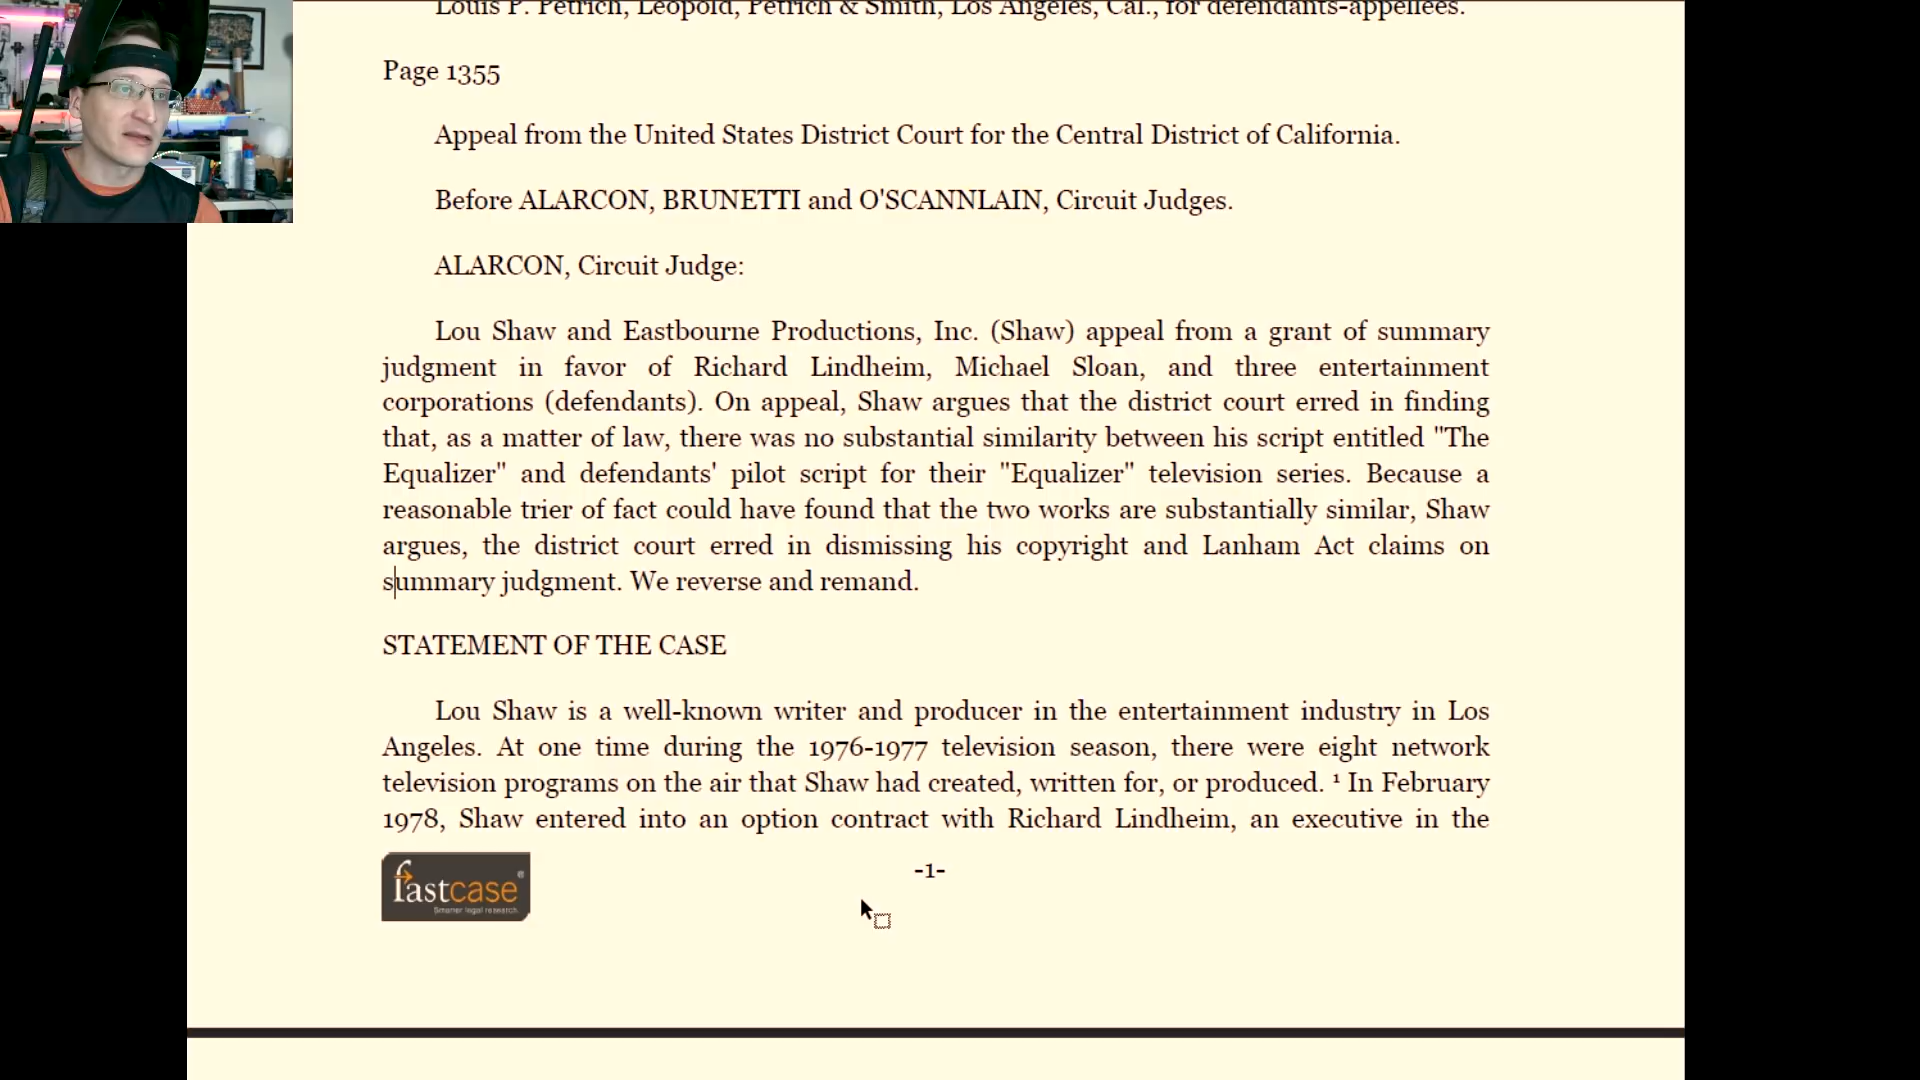 Louis P. Petrich, Leopold, Petrich & Smith, Los Angeles, Cal., for defendants-appellees.
Page 1355
Appeal from the United States District Court for the Central District of California.
Before ALARCON, BRUNETTI and O'SCANNLAIN, Circuit Judges.
ALARCON, Circuit Judge:
Lou Shaw and Eastbourne Productions, Inc. (Shaw) appeal from a grant of summary
judgment in favor of Richard Lindheim, Michael Sloan, and three entertainment
corporations (defendants). On appeal, Shaw argues that the district court erred in finding
that, as a matter of law, there was no substantial similarity between his script entitled "The
Equalizer" and defendants' pilot script for their "Equalizer" television series. Because a
reasonable trier of fact could have found that the two works are substantially similar, Shaw
argues, the district court erred in dismissing his copyright and Lanham Act claims on
summary judgment. We reverse and remand.
STATEMENT OF THE CASE
Lou Shaw is a well-known writer and producer in the entertainment industry in Los
Angeles. At one time during the 1976-1977 television season, there were eight network
television programs on the air that Shaw had created, written for, or produced. ¹ In February
1978, Shaw entered into an option contract with Richard Lindheim, an executive in the
fastcase®
Smarter legal research.
-1-